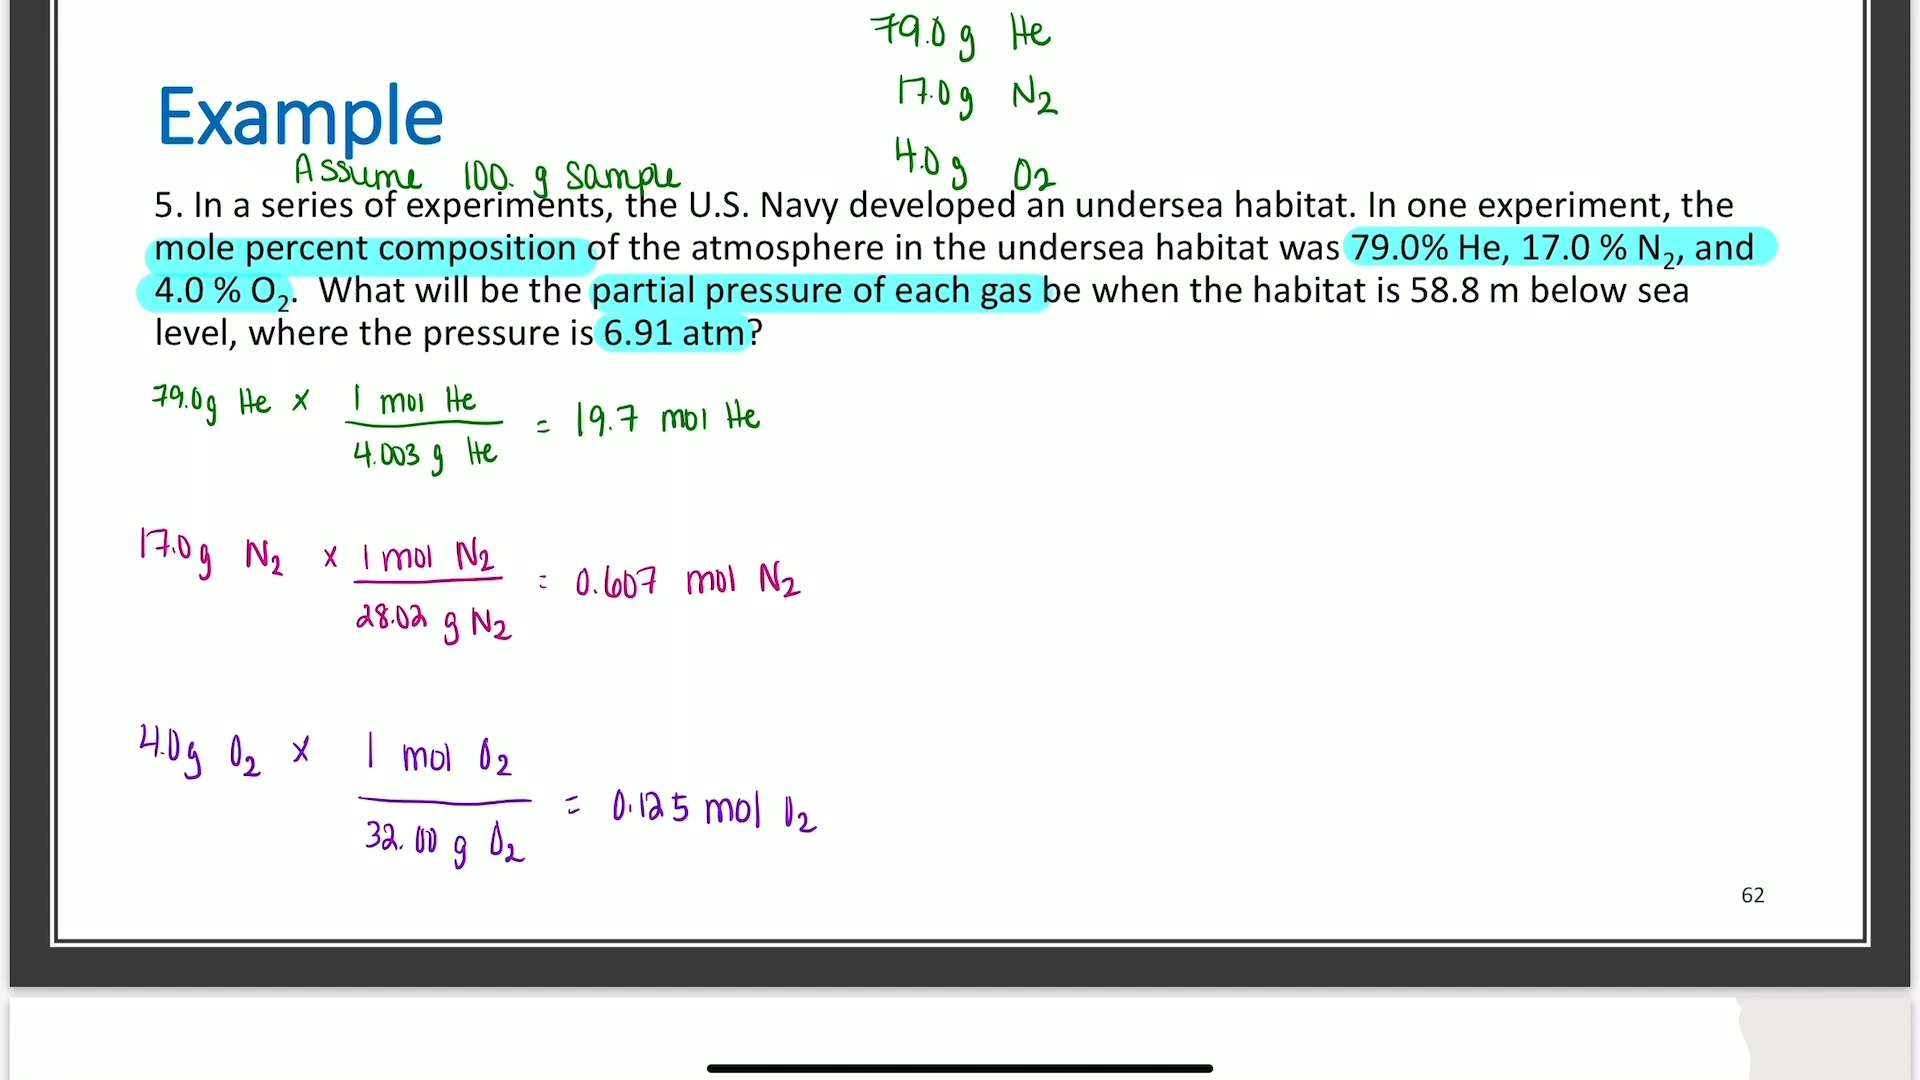 79.0 g He
17.0 g N2
4.0 g O2
Example
Assume 100. g sample
5. In a series of experiments, the U.S. Navy developed an undersea habitat. In one experiment, the
mole percent composition of the atmosphere in the undersea habitat was 79.0% He, 17.0 % N2, and
4.0 % O2. What will be the partial pressure of each gas be when the habitat is 58.8 m below sea
level, where the pressure is 6.91 atm?
79.0g He x 1 mol He
4.003 g He
= 19.7 mol He
17.0g N2 x 1 mol N2
28.02 g N2
= 0.607 mol N2
4.0g O2 x 1 mol O2
32.00 g O2
= 0.125 mol O2
62